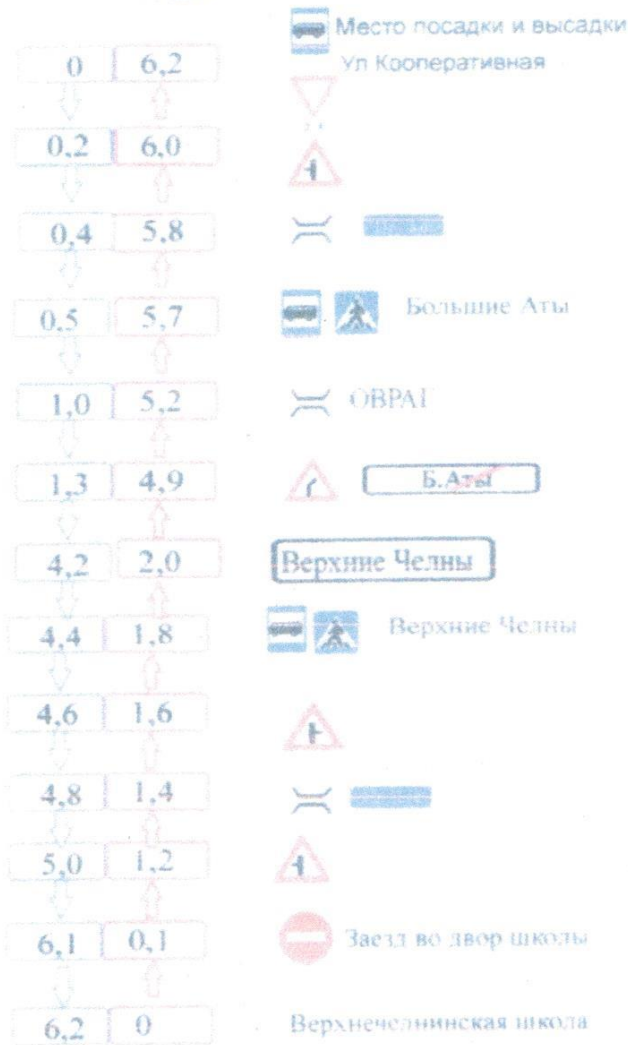 Место посадки и высадки
Ул Кооперативная
0 6,2
0,2 6,0
0,4 5,8
0,5 5,7 Большие Аты
1,0 5,2 ОВРАГ
1,3 4,9 Б.Аты
4,2 2,0 Верхние Челны
4,4 1,8 Верхние Челны
4,6 1,6
4,8 1,4
5,0 1,2
6,1 0,1 Заезд во двор школы
6,2 0 Верхнечелнинская школа